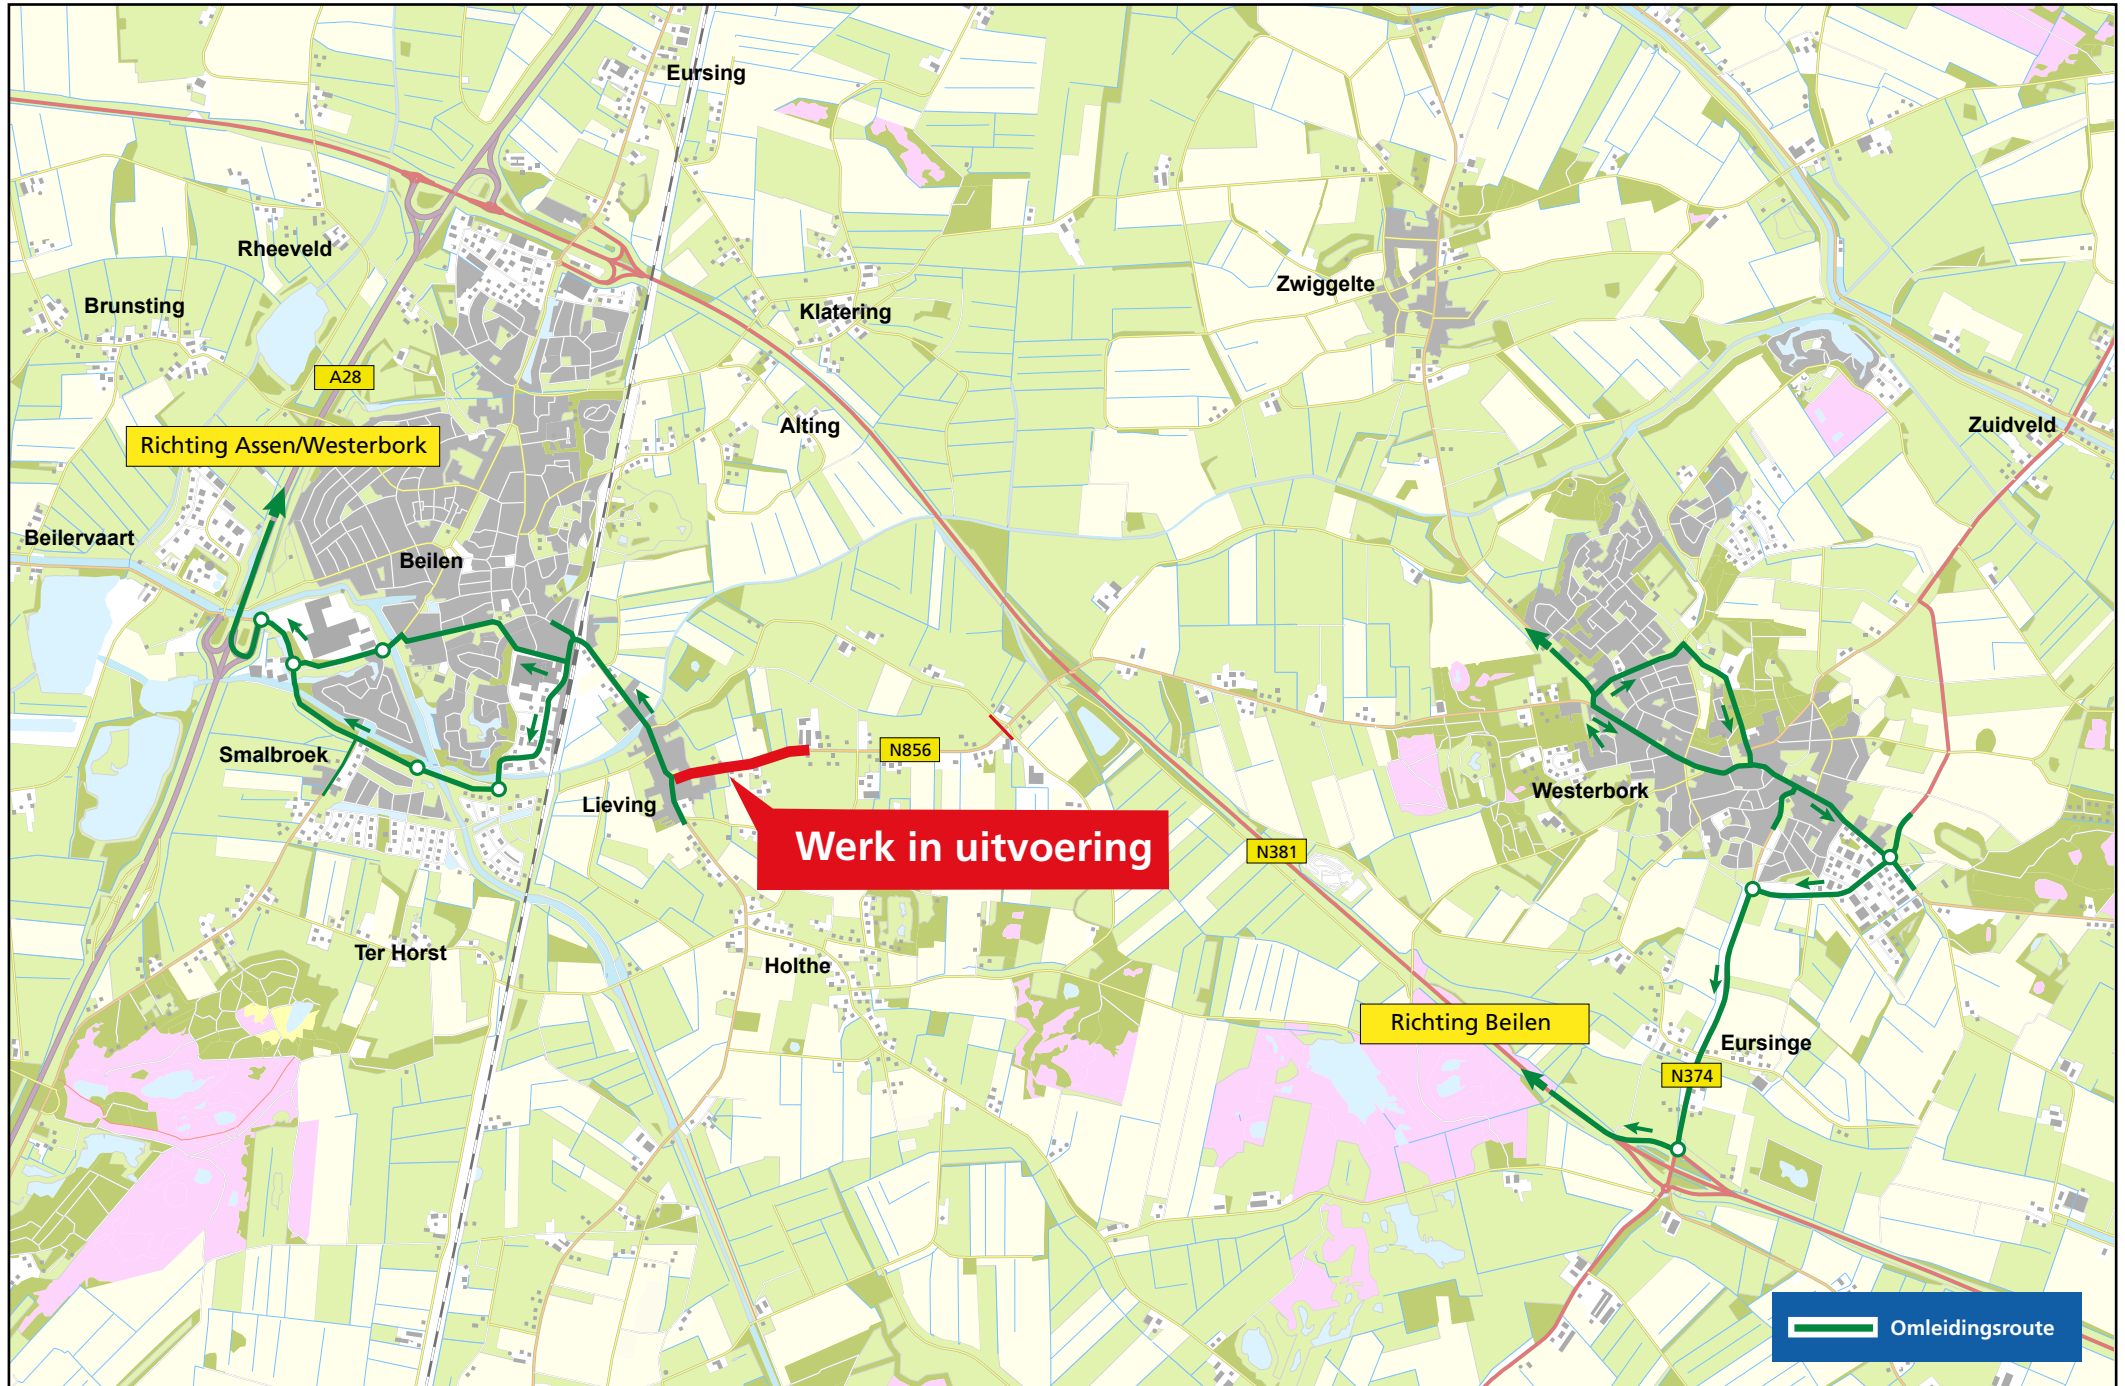 Eursing
Rheeveld
Zwiggelte
Brunsting
Klatering
A28
Alting
Zuidveld
Richting Assen/Westerbork
Beilervaart
Beilen
N856
Smalbroek
Westerbork
Lieving
Werk in uitvoering
N381
Ter Horst
Holthe
Richting Beilen
Eursinge
N374
Omleidingsroute